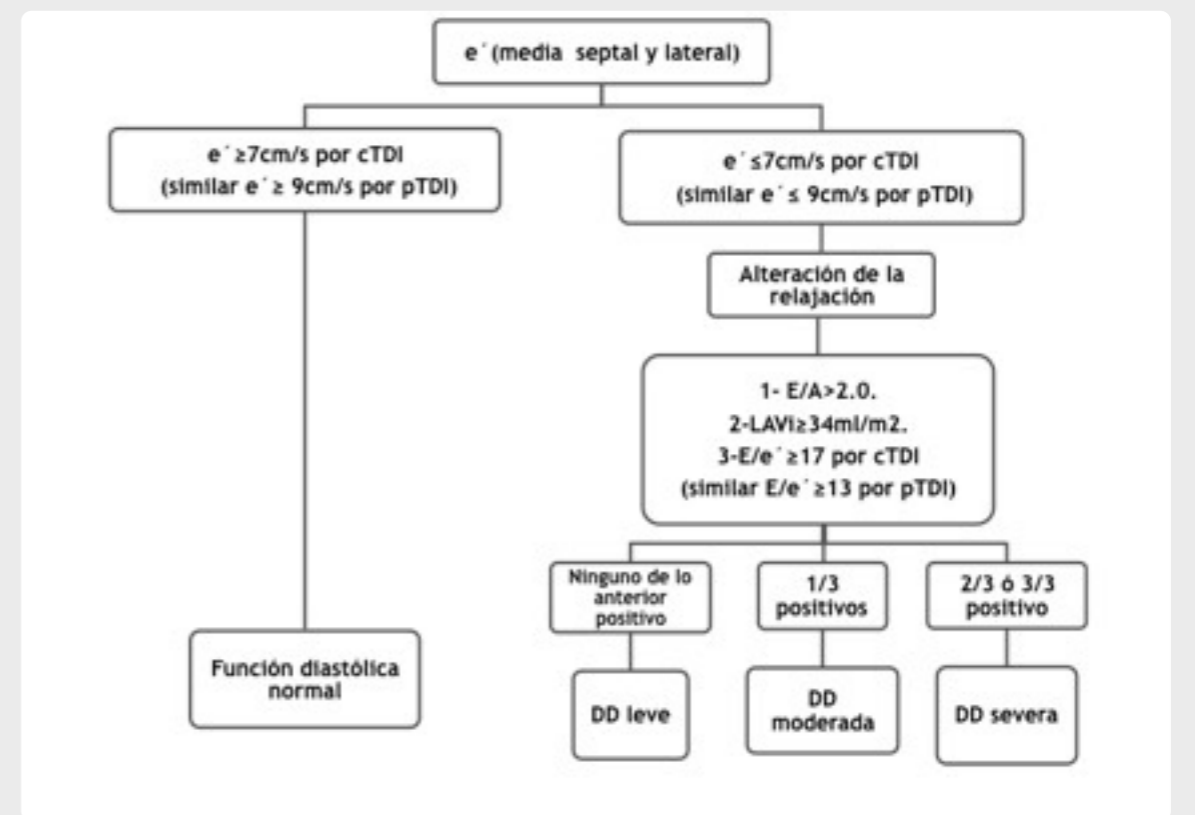 e´(media septal y lateral)
e´≥7cm/s por cTDI
(similar e´≥ 9cm/s por pTDI)
e´≤7cm/s por cTDI
(similar e´≤ 9cm/s por pTDI)
Alteración de la
relajación
1- E/A>2.0.
2-LAVi≥34ml/m2.
3-E/e´≥17 por cTDI
(similar E/e´≥13 por pTDI)
Ninguno de lo
anterior
positivo
1/3
positivos
2/3 ó 3/3
positivo
Función diastólica
normal
DD leve
DD
moderada
DD severa